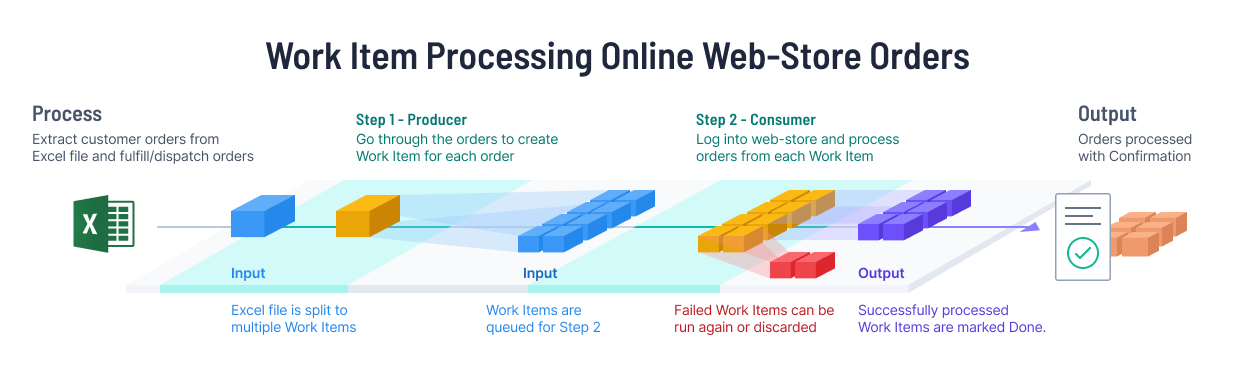 Work Item Processing Online Web-Store Orders
Process
Extract customer orders from
Excel file and fulfill/dispatch orders
Step 1 - Producer
Go through the orders to create
Work Item for each order
Step 2 - Consumer
Log into web-store and process
orders from each Work Item
Output
Orders processed
with Confirmation
X
Input
Input
Output
Excel file is split to
multiple Work Items
Work Items are
queued for Step 2
Failed Work Items can be
run again or discarded
Successfully processed
Work Items are marked Done.